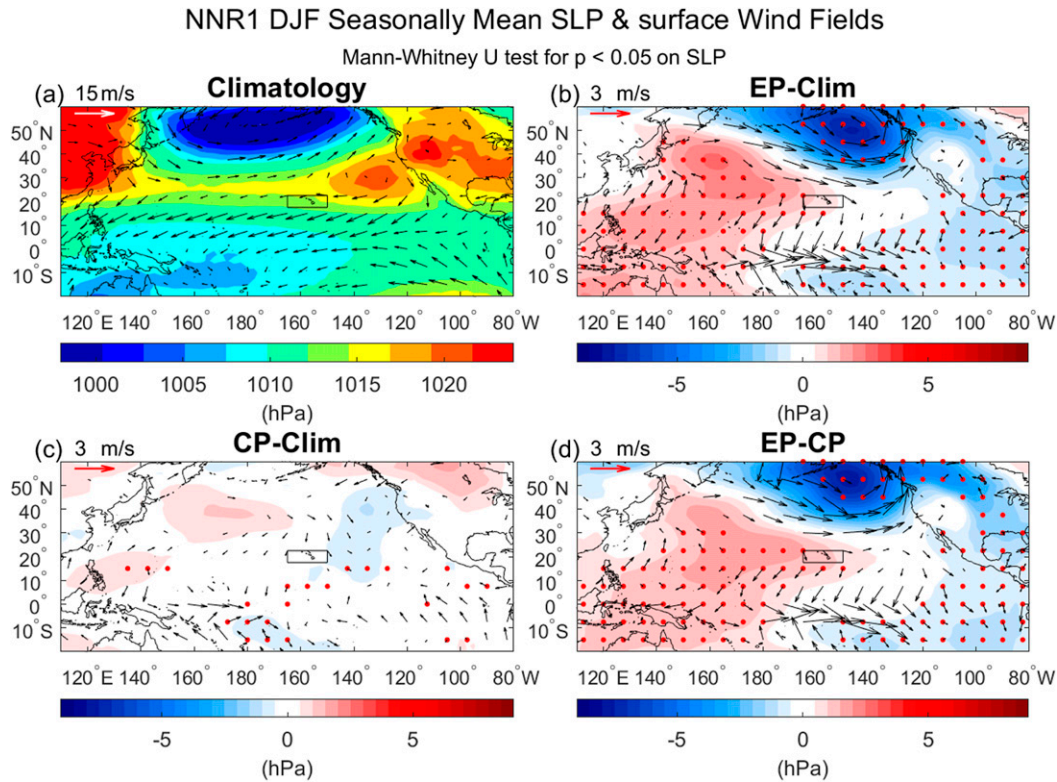 NNR1 DJF Seasonally Mean SLP & surface Wind Fields
Mann-Whitney U test for p < 0.05 on SLP
(a) 15 m/s Climatology
50°N
40°
30°
20°
10°
0°
10°S
120°E 140° 160° 180° 160° 140° 120° 100° 80°W
1000 1005 1010 1015 1020
(hPa)
(b) 3 m/s EP-Clim
50°N
40°
30°
20°
10°
0°
10°S
120°E 140° 160° 180° 160° 140° 120° 100° 80°W
-5 0 5
(hPa)
(c) 3 m/s CP-Clim
50°N
40°
30°
20°
10°
0°
10°S
120°E 140° 160° 180° 160° 140° 120° 100° 80°W
-5 0 5
(hPa)
(d) 3 m/s EP-CP
50°N
40°
30°
20°
10°
0°
10°S
120°E 140° 160° 180° 160° 140° 120° 100° 80°W
-5 0 5
(hPa)